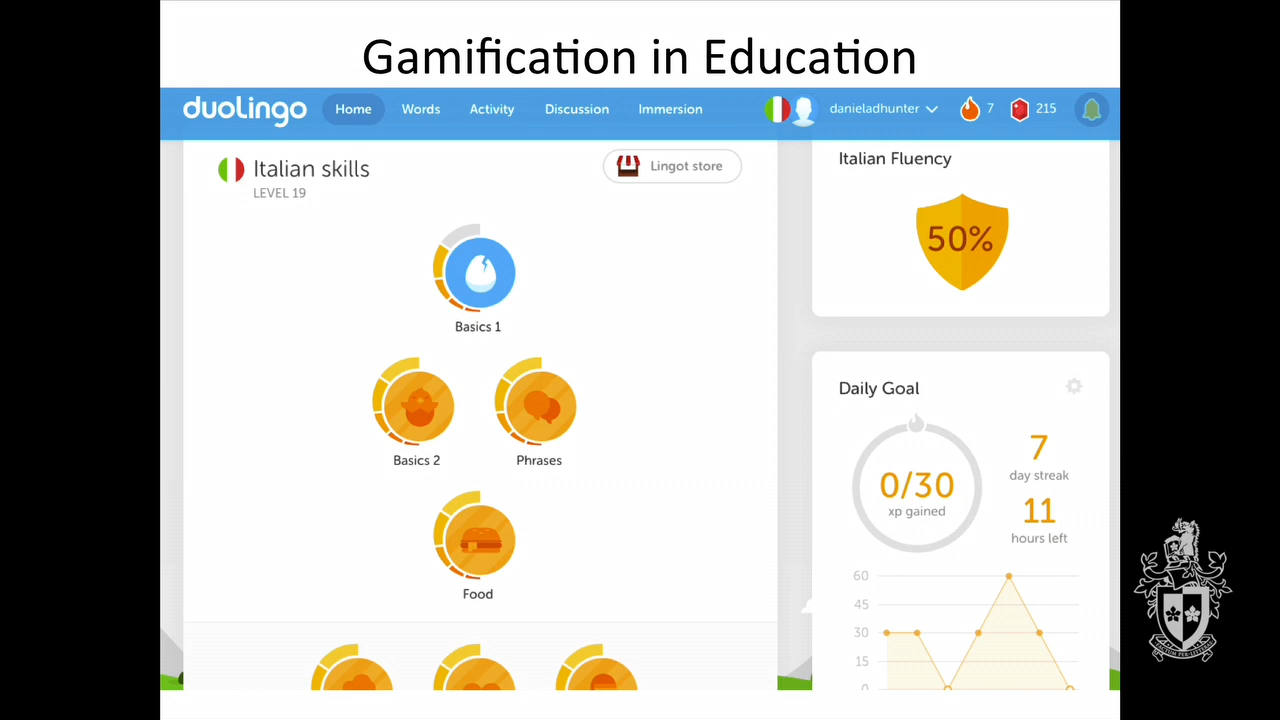 Gamification in Education
duolingo Home Words Activity Discussion Immersion danieladhunter 7 215
Italian skills
LEVEL 19
Lingot store
Basics 1
Basics 2 Phrases
Food
Italian Fluency
50%
Daily Goal
0/30
xp gained
7
day streak
11
hours left
60
45
30
15
0